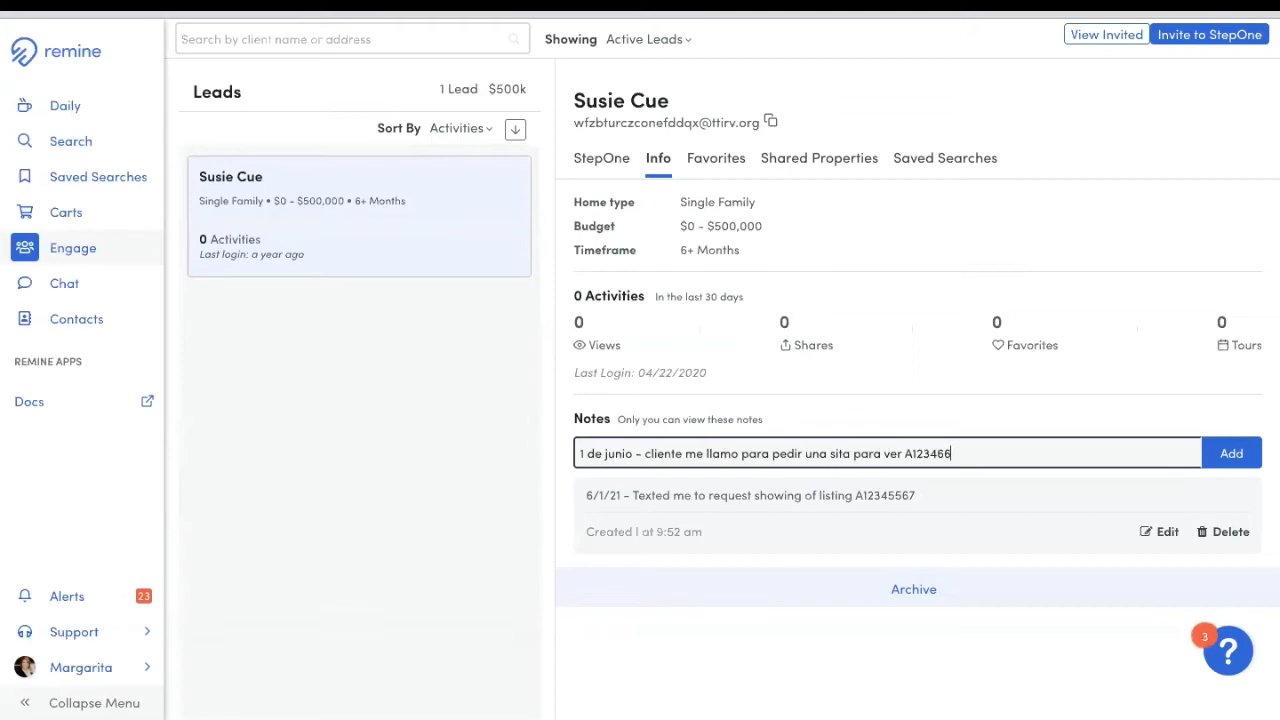 remine
Daily
Search
Saved Searches
Carts
Engage
Chat
Contacts
REMINE APPS
Docs
Alerts 23
Support
Margarita
Collapse Menu
Search by client name or address
Showing Active Leads
View Invited
Invite to StepOne
Leads 1 Lead $500k
Sort By Activities
Susie Cue
Single Family • $0 - $500,000 • 6+ Months
0 Activities
Last login: a year ago
Susie Cue
wfzbturczconefddqx@ttirv.org
StepOne Info Favorites Shared Properties Saved Searches
Home type Single Family
Budget $0 - $500,000
Timeframe 6+ Months
0 Activities In the last 30 days
0 0 0 0
Views Shares Favorites Tours
Last Login: 04/22/2020
Notes Only you can view these notes
1 de junio - cliente me llamo para pedir una sita para ver A123466
Add
6/1/21 - Texted me to request showing of listing A12345567
Created | at 9:52 am
Edit Delete
Archive
3
?